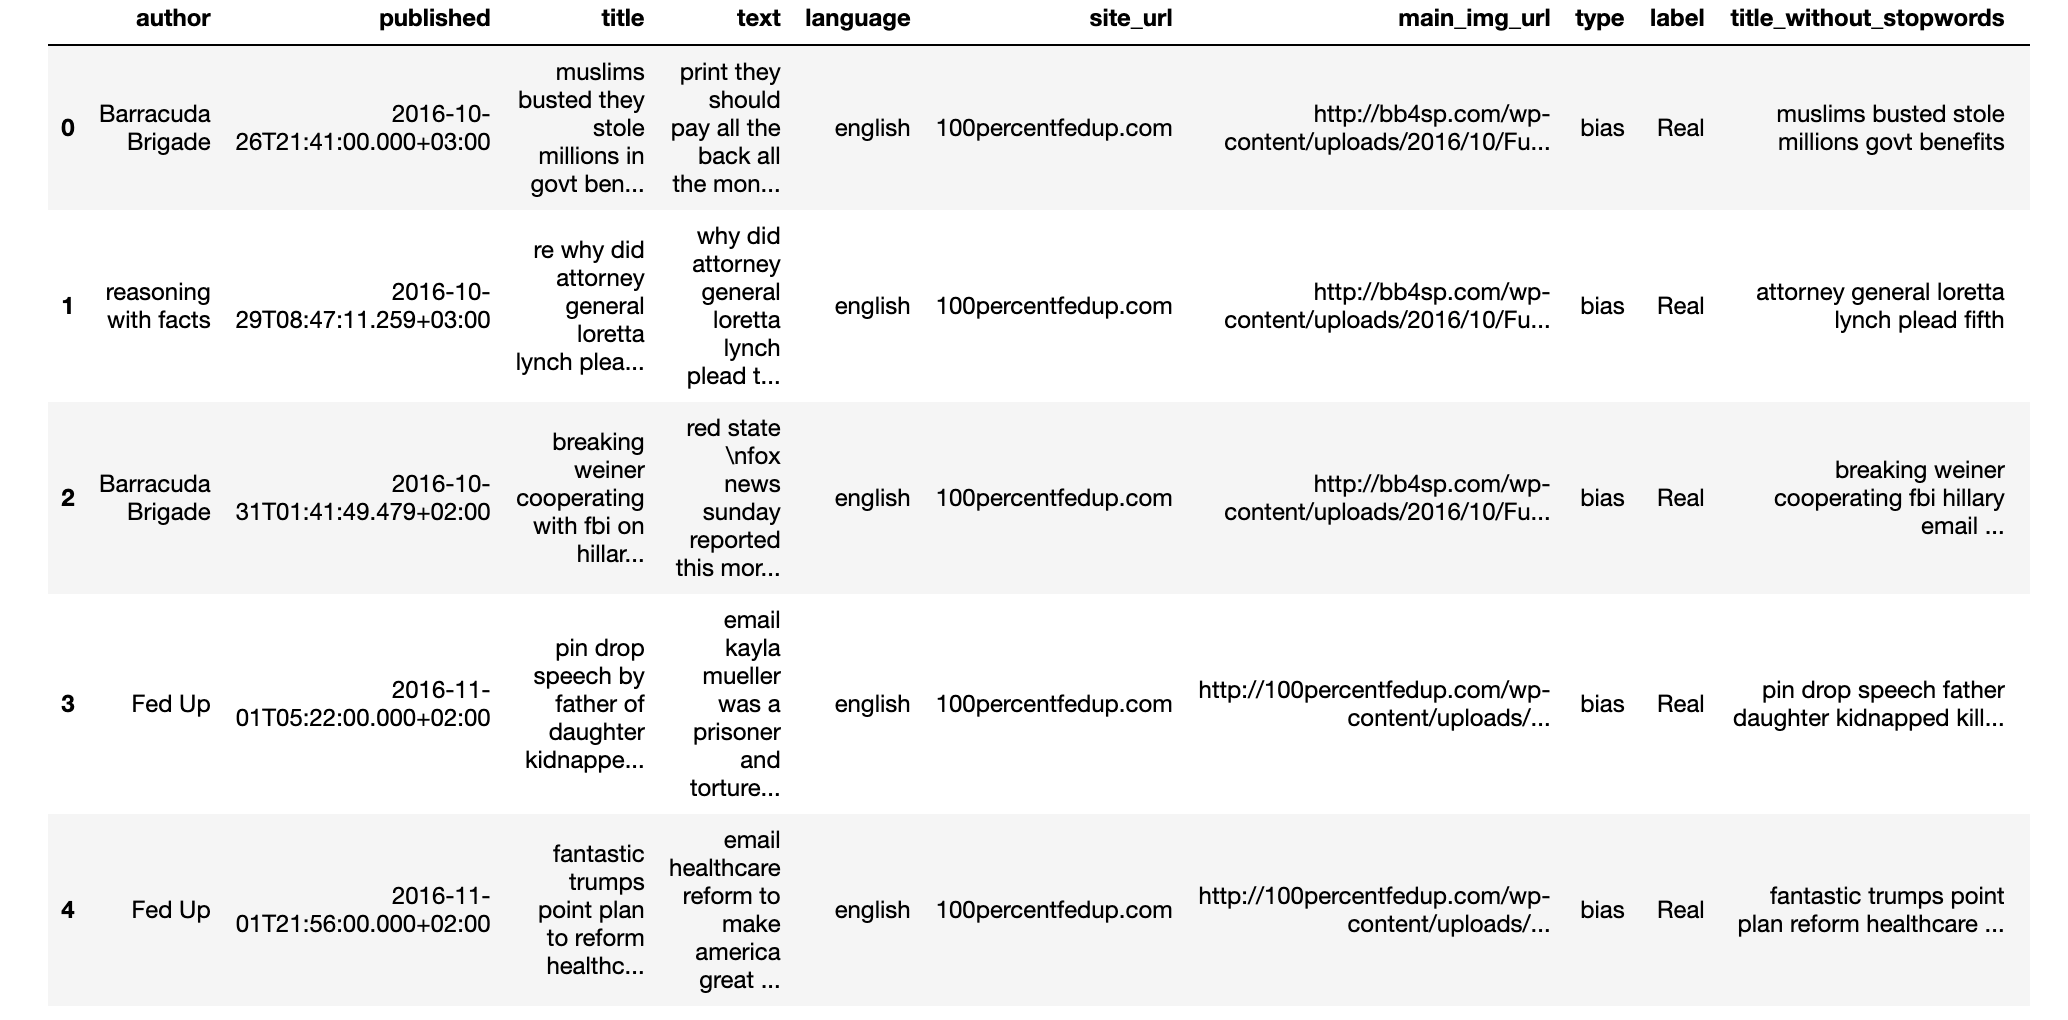 author published title text language site_url main_img_url type label title_without_stopwords
0
Barracuda
Brigade
2016-10-
26T21:41:00.000+03:00
muslims
busted they
stole
millions in
govt ben...
print they
should
pay all the
back all
the mon...
english
100percentfedup.com
http://bb4sp.com/wp-
content/uploads/2016/10/Fu...
bias
Real
muslims busted stole
millions govt benefits
1
reasoning
with facts
2016-10-
29T08:47:11.259+03:00
re why did
attorney
general
loretta
lynch plea...
why did
attorney
general
loretta
lynch
plead t...
english
100percentfedup.com
http://bb4sp.com/wp-
content/uploads/2016/10/Fu...
bias
Real
attorney general loretta
lynch plead fifth
2
Barracuda
Brigade
2016-10-
31T01:41:49.479+02:00
breaking
weiner
cooperating
with fbi on
hillar...
red state
\nfox
news
sunday
reported
this mor...
english
100percentfedup.com
http://bb4sp.com/wp-
content/uploads/2016/10/Fu...
bias
Real
breaking weiner
cooperating fbi hillary
email ...
3
Fed Up
2016-11-
01T05:22:00.000+02:00
pin drop
speech by
father of
daughter
kidnappe...
email
kayla
mueller
was a
prisoner
and
torture...
english
100percentfedup.com
http://100percentfedup.com/wp-
content/uploads/...
bias
Real
pin drop speech father
daughter kidnapped kill...
4
Fed Up
2016-11-
01T21:56:00.000+02:00
fantastic
trumps
point plan
to reform
healthc...
email
healthcare
reform to
make
america
great ...
english
100percentfedup.com
http://100percentfedup.com/wp-
content/uploads/...
bias
Real
fantastic trumps point
plan reform healthcare ...